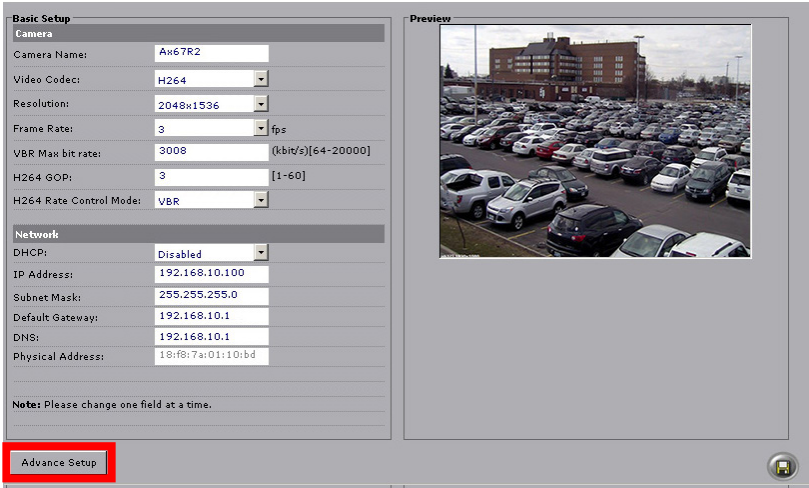 Basic Setup
Camera
Camera Name: Ax67R2
Video Codec: H264
Resolution: 2048x1536
Frame Rate: 3 fps
VBR Max bit rate: 3008 (kbit/s)[64-20000]
H264 GOP: 3 [1-60]
H264 Rate Control Mode: VBR
Network
DHCP: Disabled
IP Address: 192.168.10.100
Subnet Mask: 255.255.255.0
Default Gateway: 192.168.10.1
DNS: 192.168.10.1
Physical Address: 18:f8:7a:01:10:bd
Note: Please change one field at a time.
Advance Setup
Preview